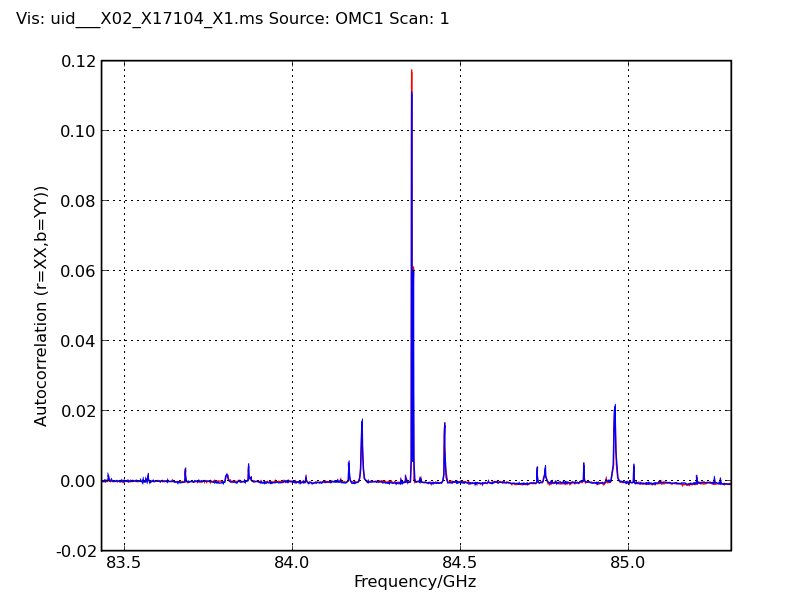 Vis: uid___X02_X17104_X1.ms Source: OMC1 Scan: 1
0.12
0.10
0.08
0.06
0.04
0.02
0.00
-0.02
Autocorrelation (r=XX,b=YY))
83.5 84.0 84.5 85.0
Frequency/GHz